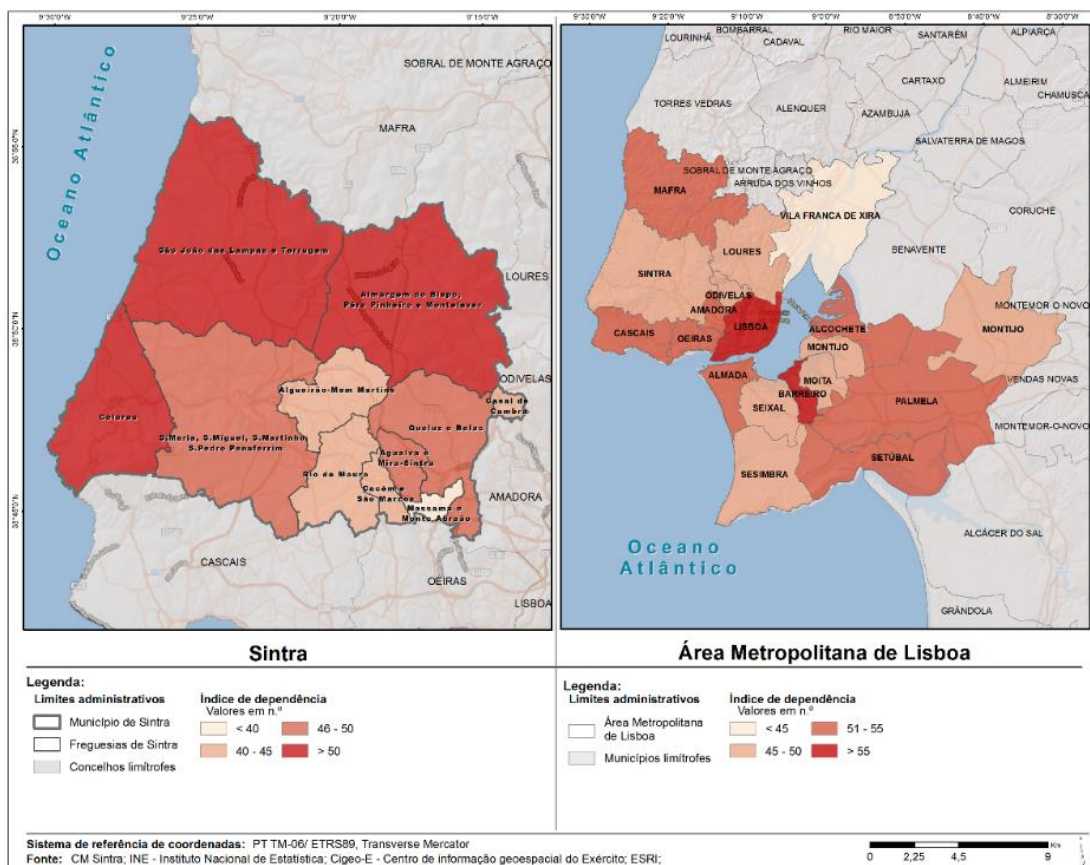 9°30'0"W 9°25'0"W 9°20'0"W 9°15'0"W
SOBRAL DE MONTE AGRAÇO
MAFRA
Oceano Atlântico
São João das Lampas e Terrugem
LOURES
Almargem do Bispo,
Pêro Pinheiro e Montelavar
ODIVELAS
Algueirão-Mem Martins
Casal de
Cambra
Colares
Queluz e Belas
S.Maria, S.Miguel, S.Martinho,
S.Pedro Penaferrim
Agualva e
Mira-Sintra
Rio de Mouro
Cacém e
São Marcos
Massamá e
Monte Abraão
AMADORA
CASCAIS
OEIRAS
LISBOA
9°30'0"W 9°20'0"W 9°10'0"W 9°0'0"W 8°50'0"W 8°40'0"W 8°30'0"W
LOURINHÃ
BOMBARRAL
CADAVAL
RIO MAIOR
SANTARÉM
ALPIARÇA
CARTAXO
ALMEIRIM
CHAMUSCA
TORRES VEDRAS
ALENQUER
AZAMBUJA
SALVATERRA DE MAGOS
SOBRAL DE MONTE AGRAÇO
ARRUDA DOS VINHOS
MAFRA
VILA FRANCA DE XIRA
CORUCHE
BENAVENTE
LOURES
SINTRA
ODIVELAS
AMADORA
LISBOA
MONTEMOR-O-NOVO
CASCAIS
OEIRAS
ALCOCHETE
MONTIJO
MONTIJO
ALMADA
MOITA
VENDAS NOVAS
BARREIRO
SEIXAL
PALMELA
MONTEMOR-O-NOVO
SETÚBAL
SESIMBRA
ALCÁCER DO SAL
Oceano
Atlântico
GRÂNDOLA
Sintra
Legenda:
Limites administrativos
Município de Sintra
Freguesias de Sintra
Concelhos limítrofes
Índice de dependência
Valores em n.º
< 40
46 - 50
40 - 45
> 50
Área Metropolitana de Lisboa
Legenda:
Limites administrativos
Área Metropolitana
de Lisboa
Municípios limítrofes
Índice de dependência
Valores em n.º
< 45
51 - 55
45 - 50
> 55
Sistema de referência de coordenadas: PT TM-06/ ETRS89, Transverse Mercator
Fonte: CM Sintra; INE - Instituto Nacional de Estatística; Cigeo-E - Centro de informação geoespacial do Exército; ESRI;
Km
0 2,25 4,5 9